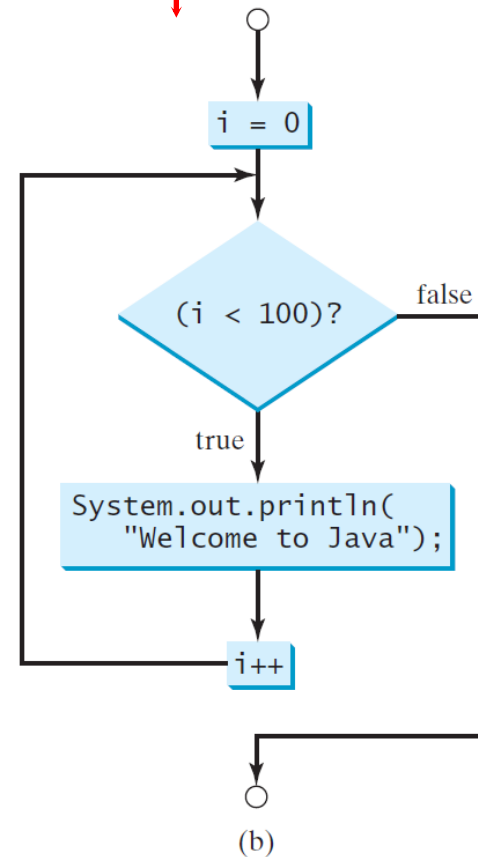 i = 0
(i < 100)?
false
true
System.out.println(
"Welcome to Java");
i++
(b)